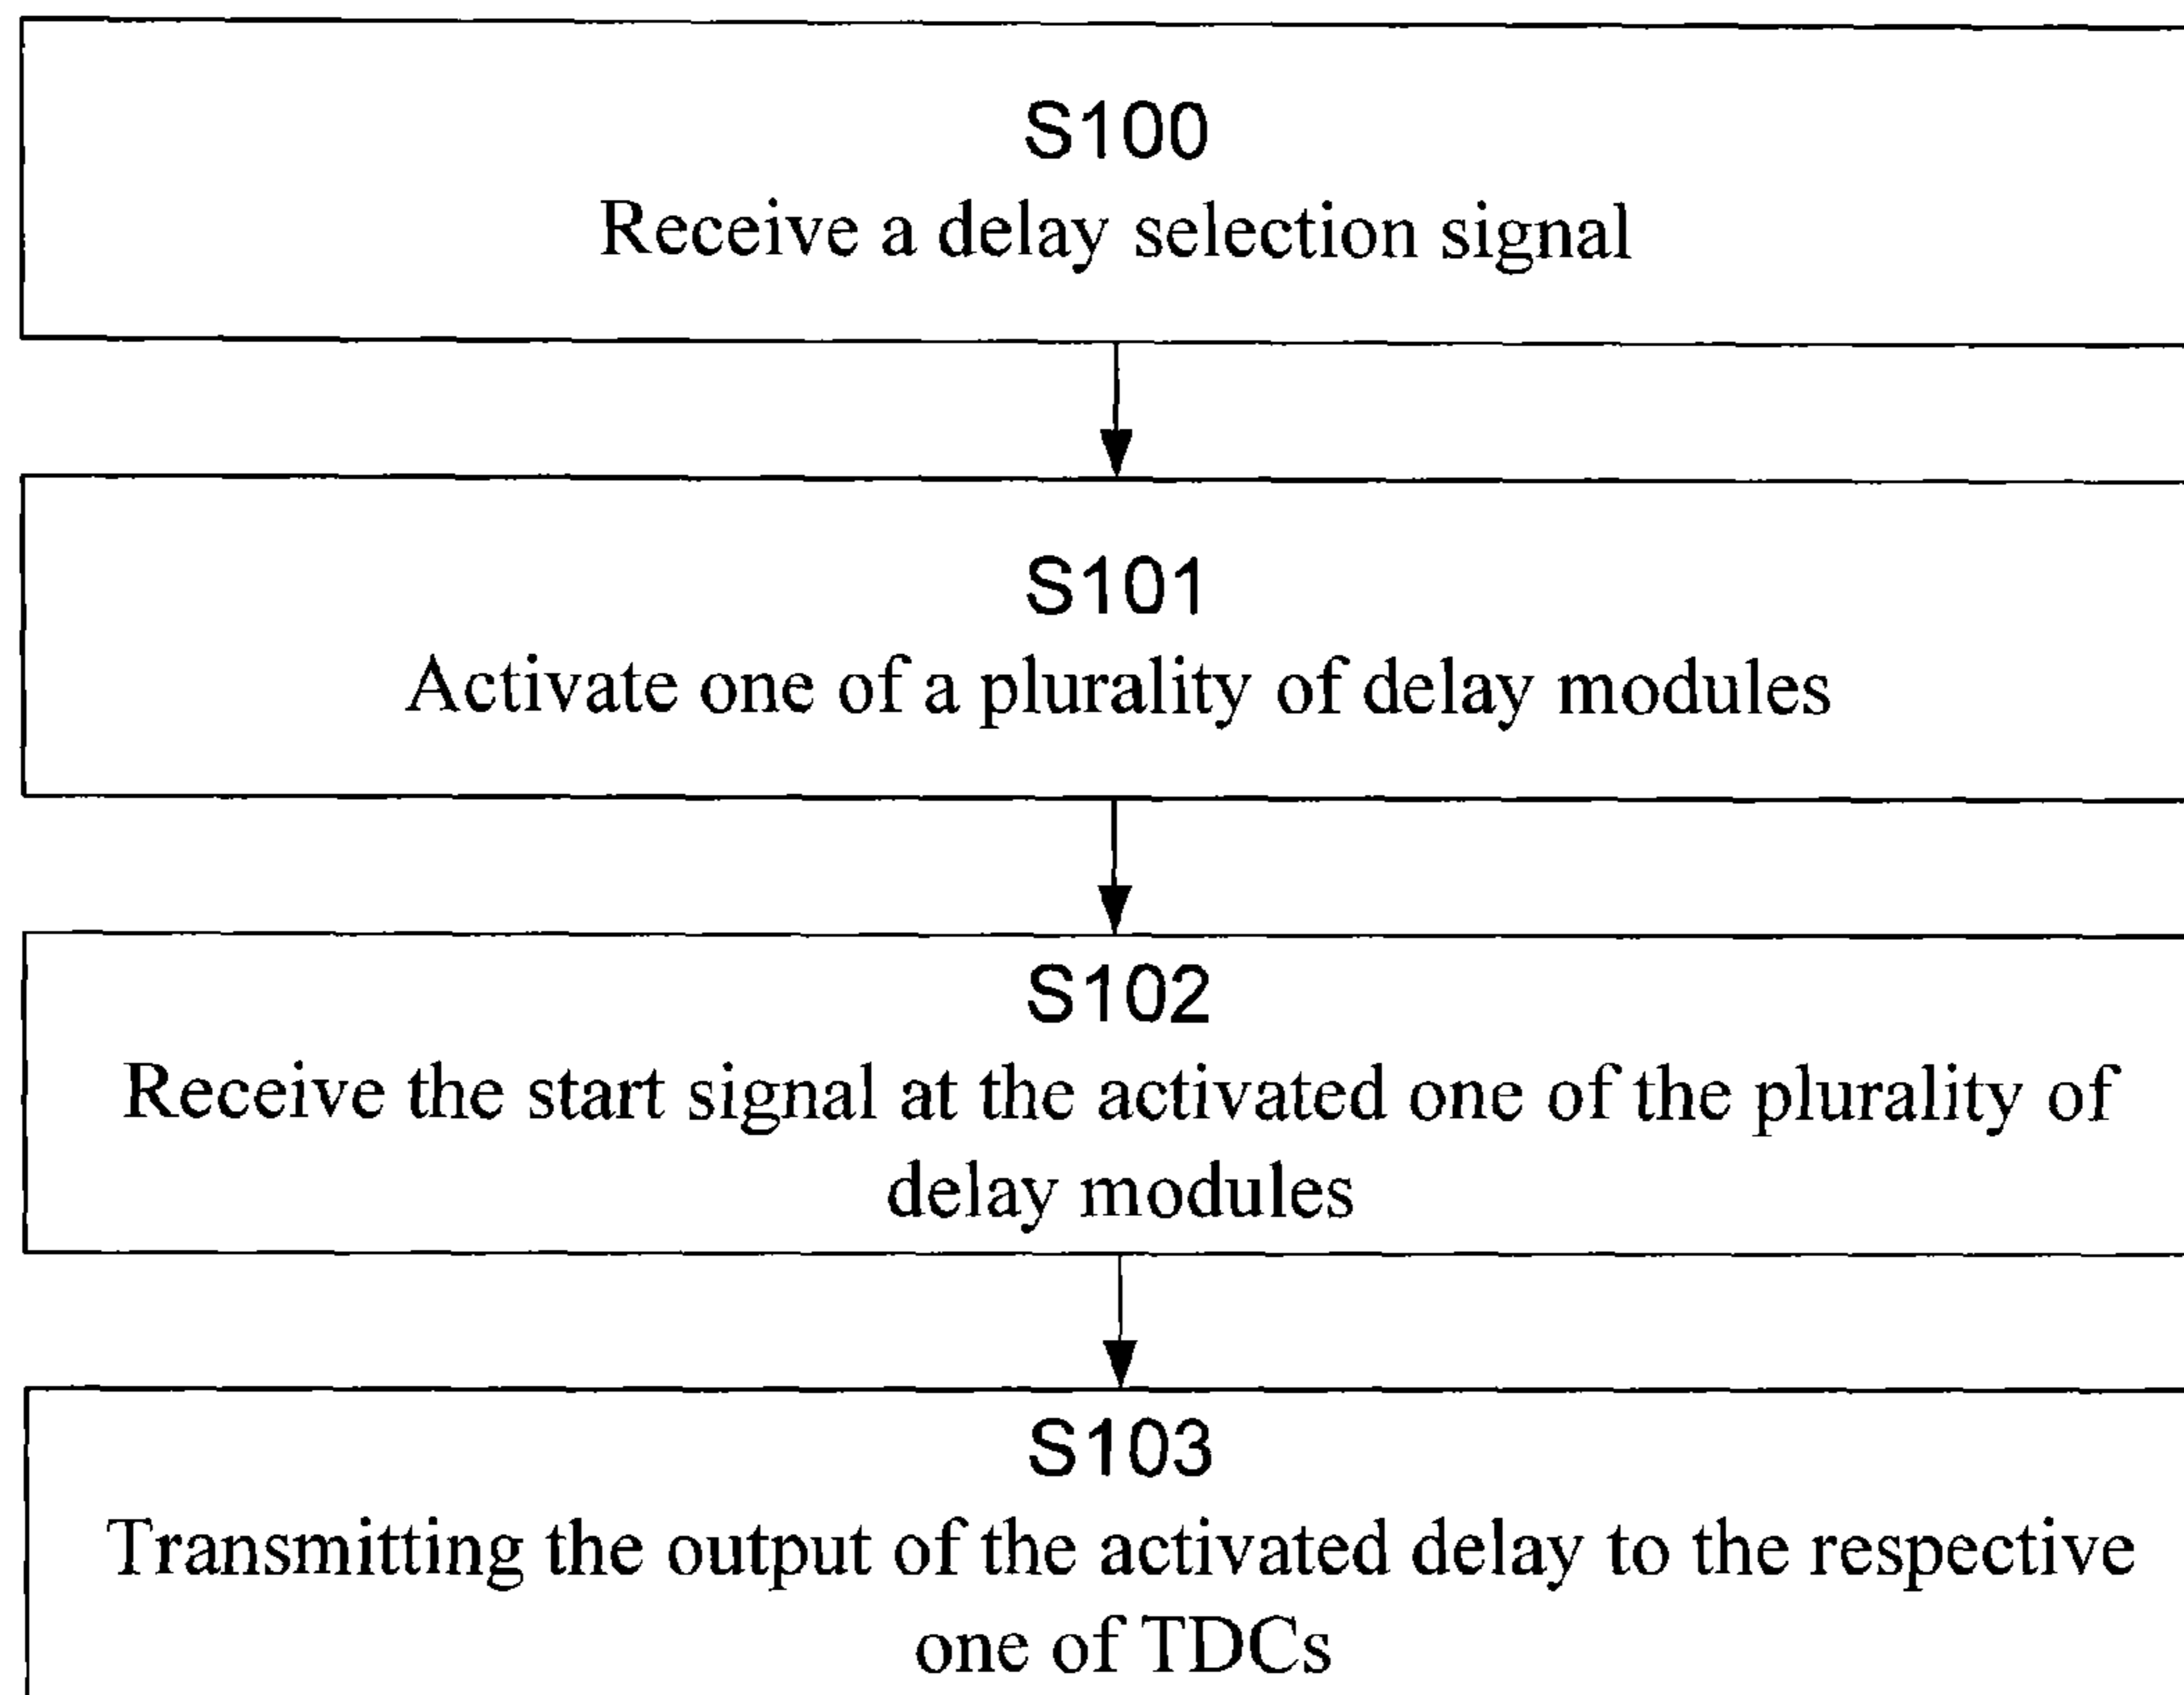 S100
Receive a delay selection signal
S101
Activate one of a plurality of delay modules
S102
Receive the start signal at the activated one of the plurality of
delay modules
S103
Transmitting the output of the activated delay to the respective
one of TDCs